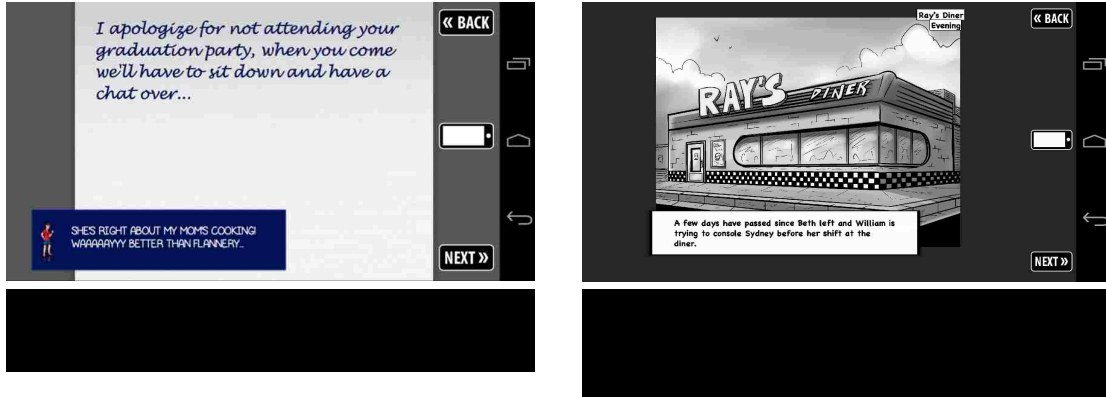 I apologize for not attending your
graduation party, when you come
we'll have to sit down and have a
chat over...
SHE'S RIGHT ABOUT MY MOM'S COOKING!
WAAAAAYYY BETTER THAN FLANNERY...
« BACK
NEXT »
Ray's Diner
Evening
RAY'S DINER
A few days have passed since Beth left and William is
trying to console Sydney before her shift at the
diner.
« BACK
NEXT »